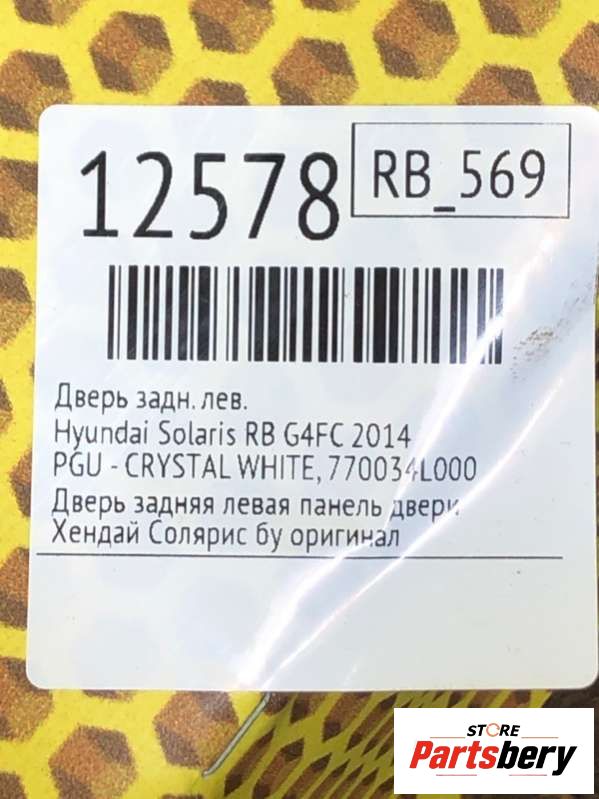 12578
RB_569
Дверь задн. лев.
Hyundai Solaris RB G4FC 2014
PGU - CRYSTAL WHITE, 770034L000
Дверь задняя левая панель двери
Хендай Солярис бу оригинал
STORE
Partsbery